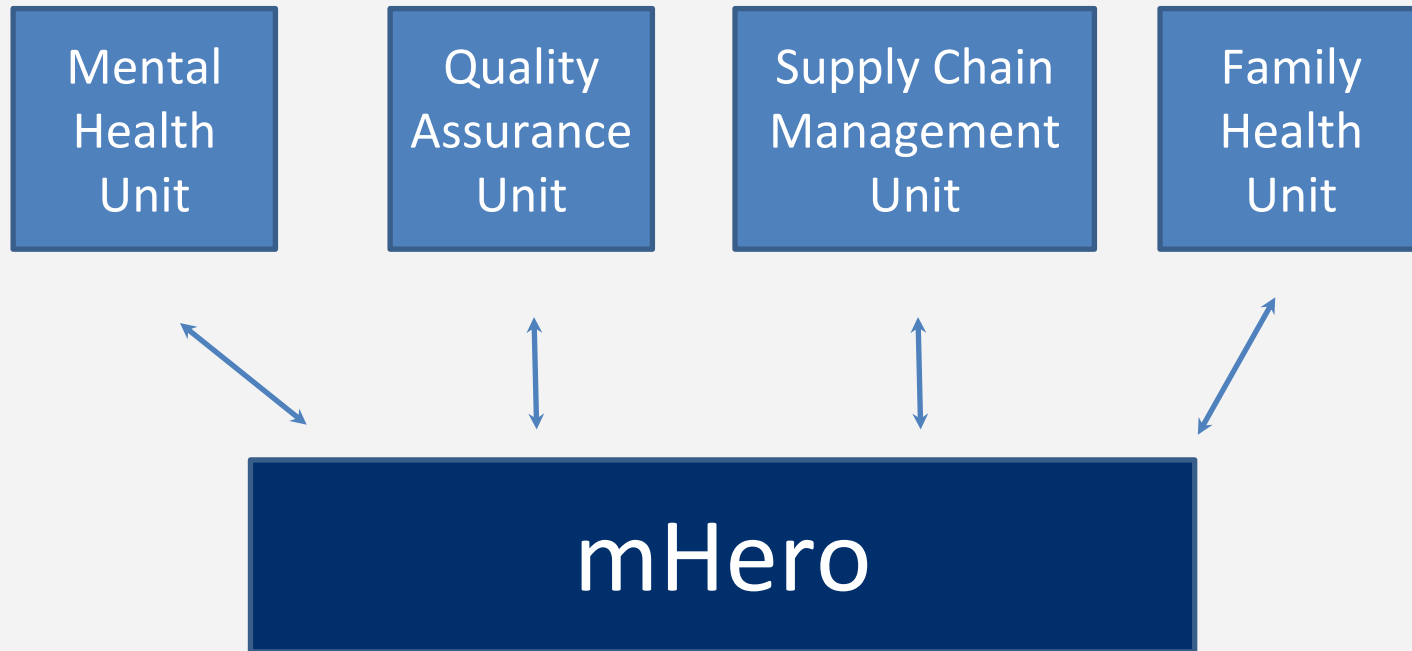 Mental
Health
Unit
Quality
Assurance
Unit
Supply Chain
Management
Unit
Family
Health
Unit
mHero